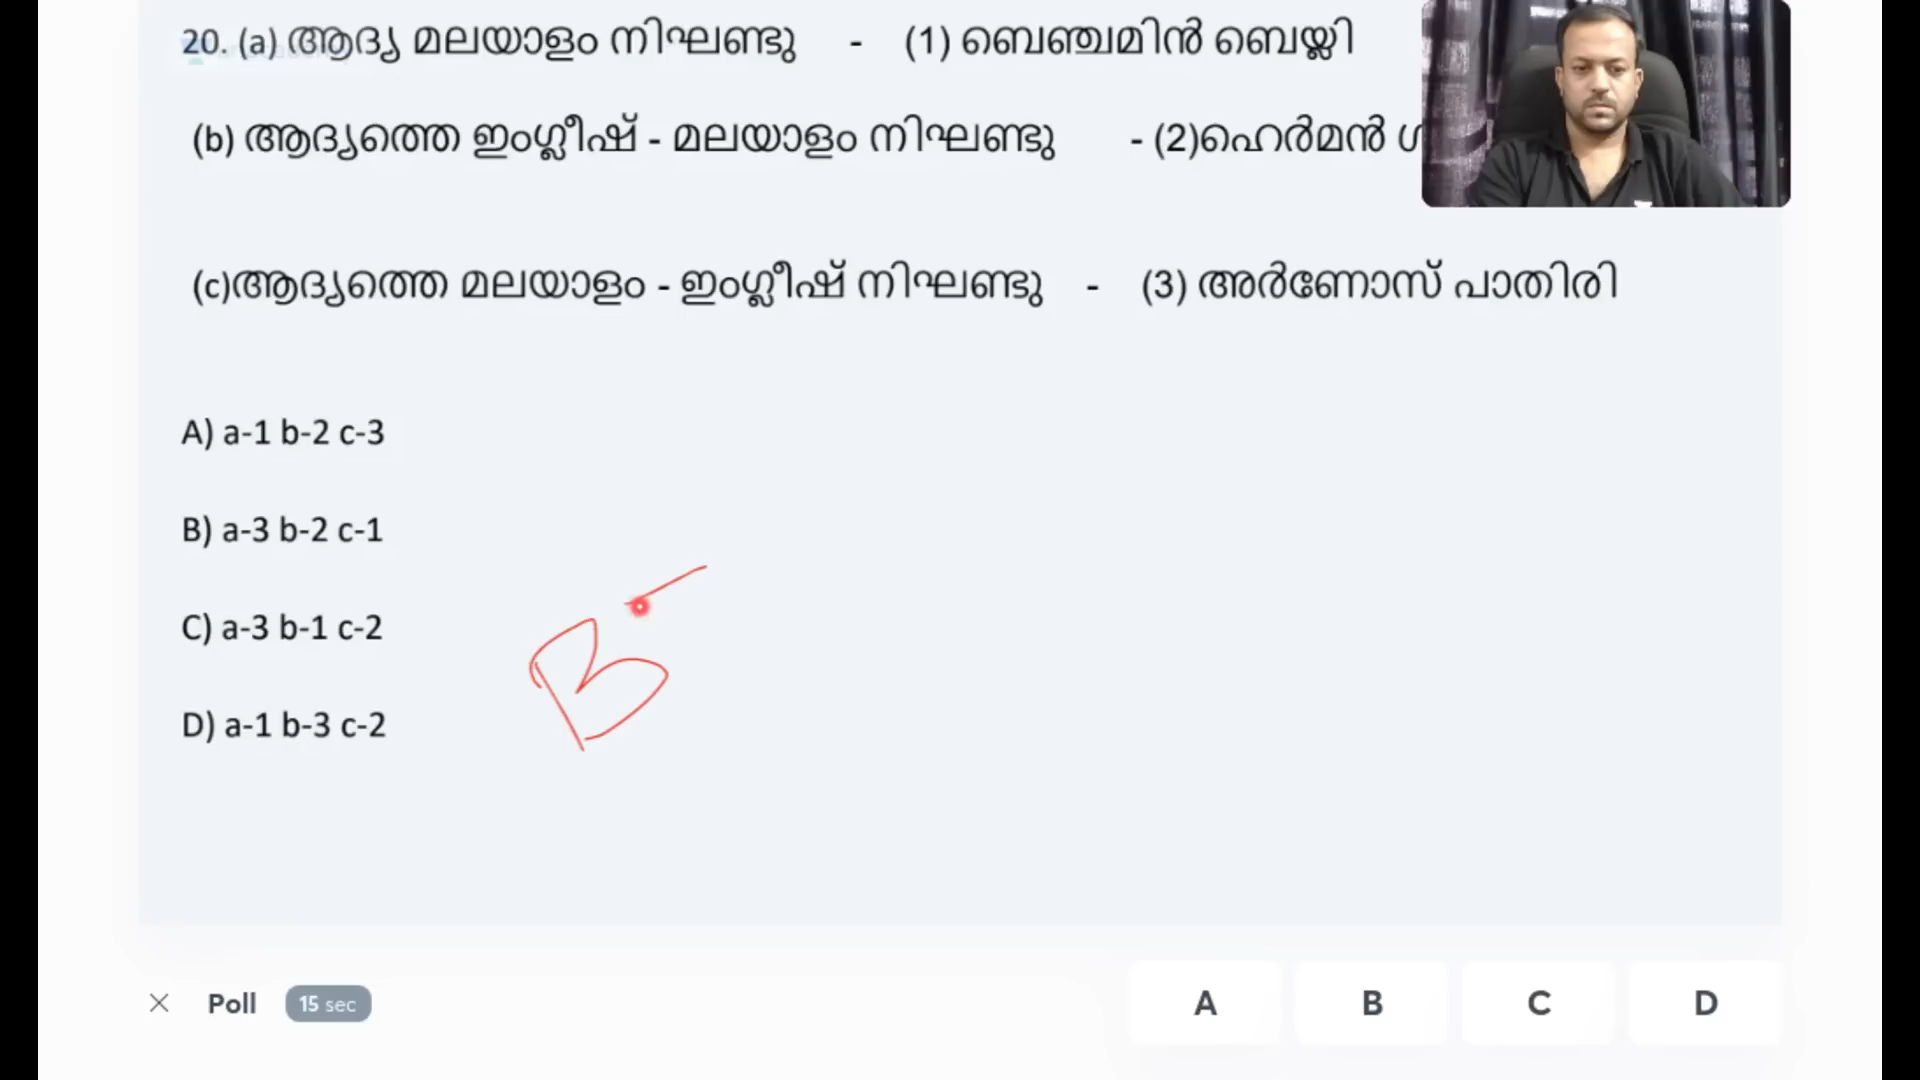 20. (a) ആദ്യ മലയാളം നിഘണ്ടു - (1) ബെഞ്ചമിൻ ബെയ്ലി
(b) ആദ്യത്തെ ഇംഗ്ലീഷ് - മലയാളം നിഘണ്ടു - (2)ഹെർമൻ
(c)ആദ്യത്തെ മലയാളം - ഇംഗ്ലീഷ് നിഘണ്ടു - (3) അർണോസ് പാതിരി
A) a-1 b-2 c-3
B) a-3 b-2 c-1
C) a-3 b-1 c-2
D) a-1 b-3 c-2
B
Poll 15 sec A B C D